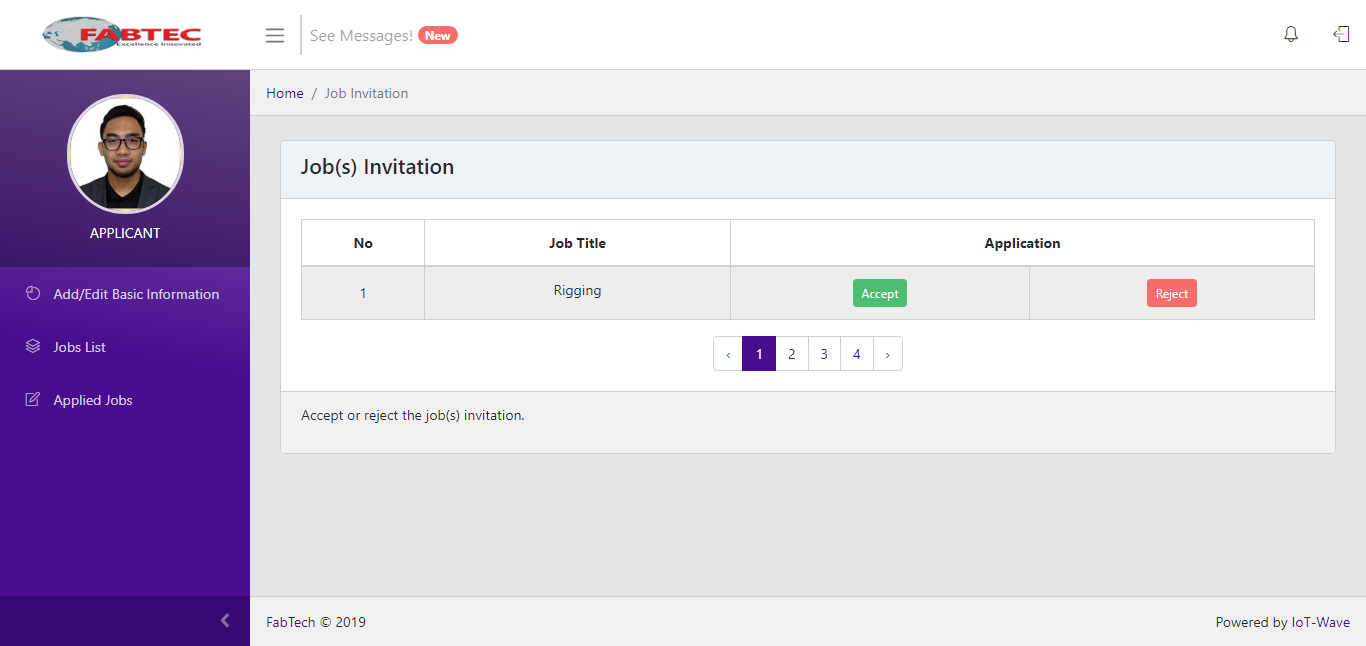 FABTEC
Excellence Innovated
See Messages! New
APPLICANT
Add/Edit Basic Information
Jobs List
Applied Jobs
Home / Job Invitation
Job(s) Invitation
No Job Title Application
1 Rigging Accept Reject
‹ 1 2 3 4 ›
Accept or reject the job(s) invitation.
FabTech © 2019
Powered by IoT-Wave